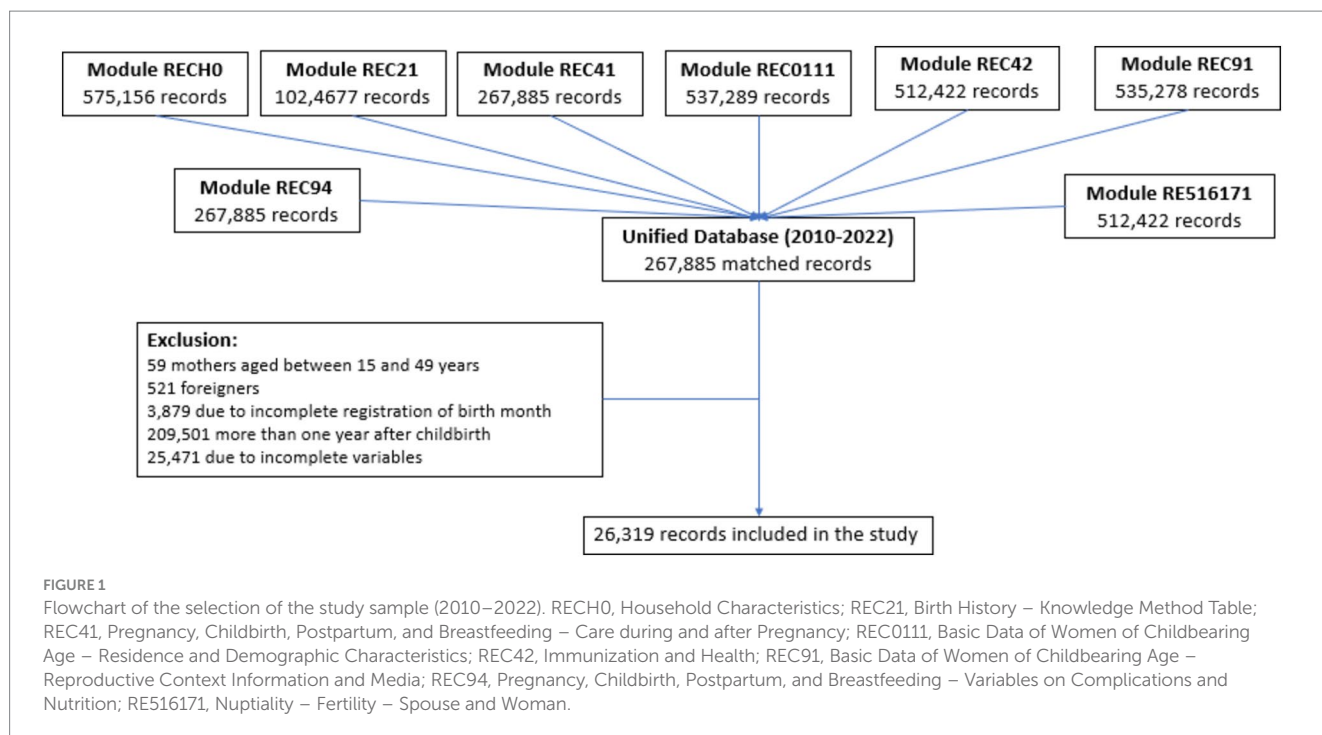 Module RECH0
575,156 records
Module REC21
102,4677 records
Module REC41
267,885 records
Module REC0111
537,289 records
Module REC42
512,422 records
Module REC91
535,278 records
Module REC94
267,885 records
Module RE516171
512,422 records
Unified Database (2010-2022)
267,885 matched records
Exclusion:
59 mothers aged between 15 and 49 years
521 foreigners
3,879 due to incomplete registration of birth month
209,501 more than one year after childbirth
25,471 due to incomplete variables
26,319 records included in the study
FIGURE 1
Flowchart of the selection of the study sample (2010–2022). RECH0, Household Characteristics; REC21, Birth History – Knowledge Method Table;
REC41, Pregnancy, Childbirth, Postpartum, and Breastfeeding – Care during and after Pregnancy; REC0111, Basic Data of Women of Childbearing
Age – Residence and Demographic Characteristics; REC42, Immunization and Health; REC91, Basic Data of Women of Childbearing Age –
Reproductive Context Information and Media; REC94, Pregnancy, Childbirth, Postpartum, and Breastfeeding – Variables on Complications and
Nutrition; RE516171, Nuptiality – Fertility – Spouse and Woman.